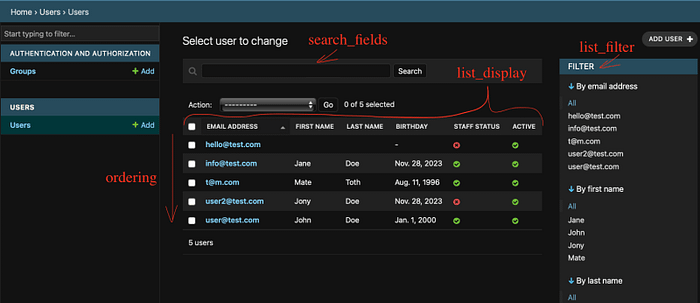 Home › Users › Users
Start typing to filter...
AUTHENTICATION AND AUTHORIZATION
Groups + Add
USERS
Users + Add
ordering
Select user to change
search_fields
ADD USER +
Search
list_display
Action: --------- Go 0 of 5 selected
EMAIL ADDRESS FIRST NAME LAST NAME BIRTHDAY STAFF STATUS ACTIVE
hello@test.com -
info@test.com Jane Doe Nov. 28, 2023
t@m.com Mate Toth Aug. 11, 1996
user2@test.com Jony Doe Nov. 28, 2023
user@test.com John Doe Jan. 1, 2000
5 users
list_filter
FILTER
↓ By email address
All
hello@test.com
info@test.com
t@m.com
user2@test.com
user@test.com
↓ By first name
All
Jane
John
Jony
Mate
↓ By last name
All